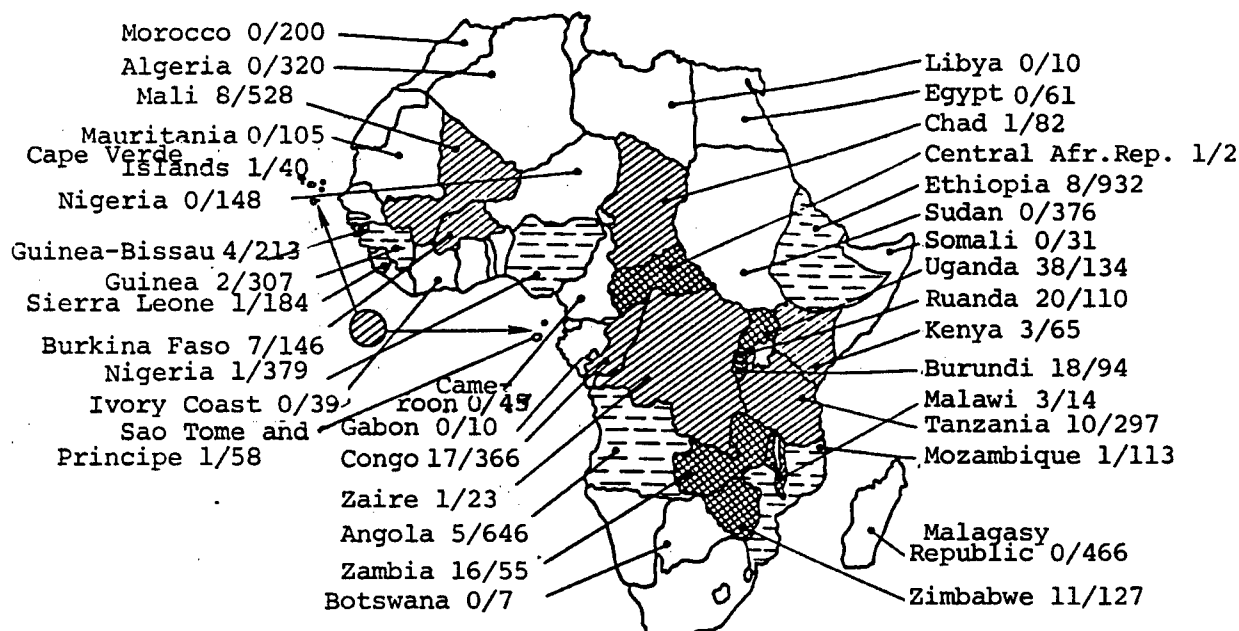 Morocco 0/200
Algeria 0/320
Mali 8/528
Mauritania 0/105
Cape Verde
Islands 1/40
Nigeria 0/148
Guinea-Bissau 4/213
Guinea 2/307
Sierra Leone 1/184
Burkina Faso 7/146
Nigeria 1/379
Ivory Coast 0/39
Sao Tome and
Principe 1/58
Came-
roon 0/45
Gabon 0/10
Congo 17/366
Zaire 1/23
Angola 5/646
Zambia 16/55
Botswana 0/7
Libya 0/10
Egypt 0/61
Chad 1/82
Central Afr.Rep. 1/2
Ethiopia 8/932
Sudan 0/376
Somali 0/31
Uganda 38/134
Ruanda 20/110
Kenya 3/65
Burundi 18/94
Malawi 3/14
Tanzania 10/297
Mozambique 1/113
Malagasy
Republic 0/466
Zimbabwe 11/127